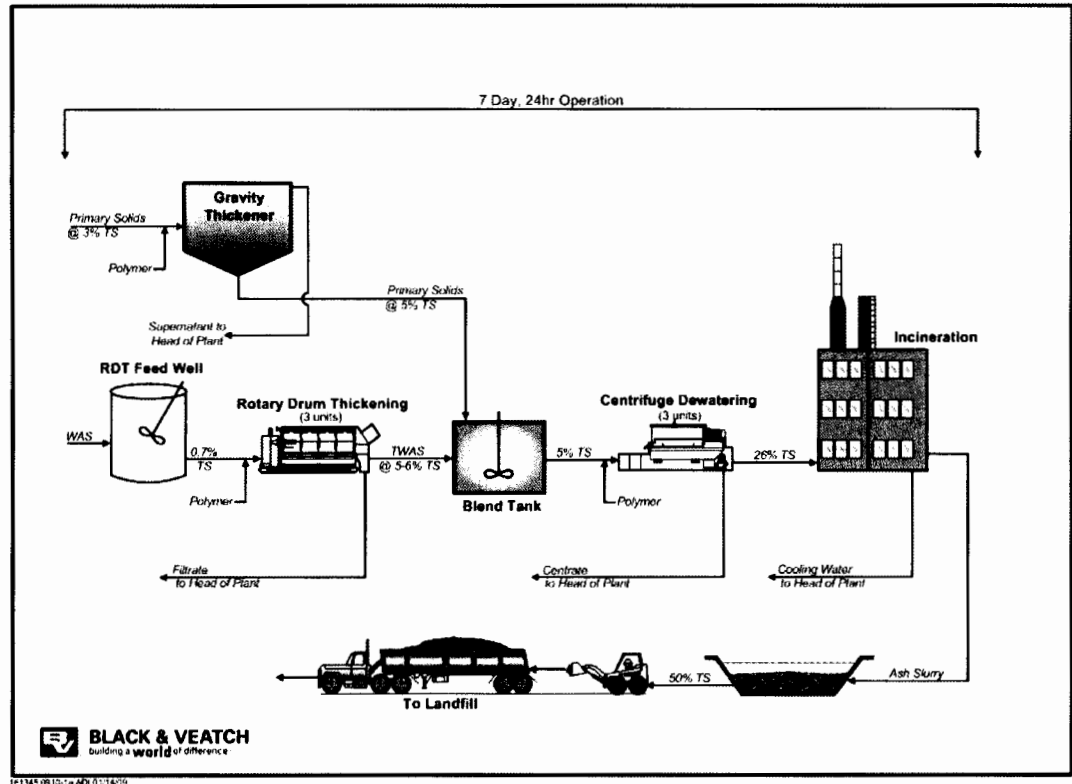 7 Day, 24hr Operation
Gravity
Thickener
Primary Solids
@ 3% TS
Polymer
Primary Solids
@ 5% TS
Supernatant to
Head of Plant
Incineration
RDT Feed Well
Rotary Drum Thickening
(3 units)
Centrifuge Dewatering
(3 units)
WAS
0.7%
TS
TWAS
@ 5-6% TS
5% TS
26% TS
Polymer
Blend Tank
Polymer
Filtrate
to Head of Plant
Centrate
to Head of Plant
Cooling Water
to Head of Plant
Ash Slurry
50% TS
To Landfill
BLACK & VEATCH
building a world of difference